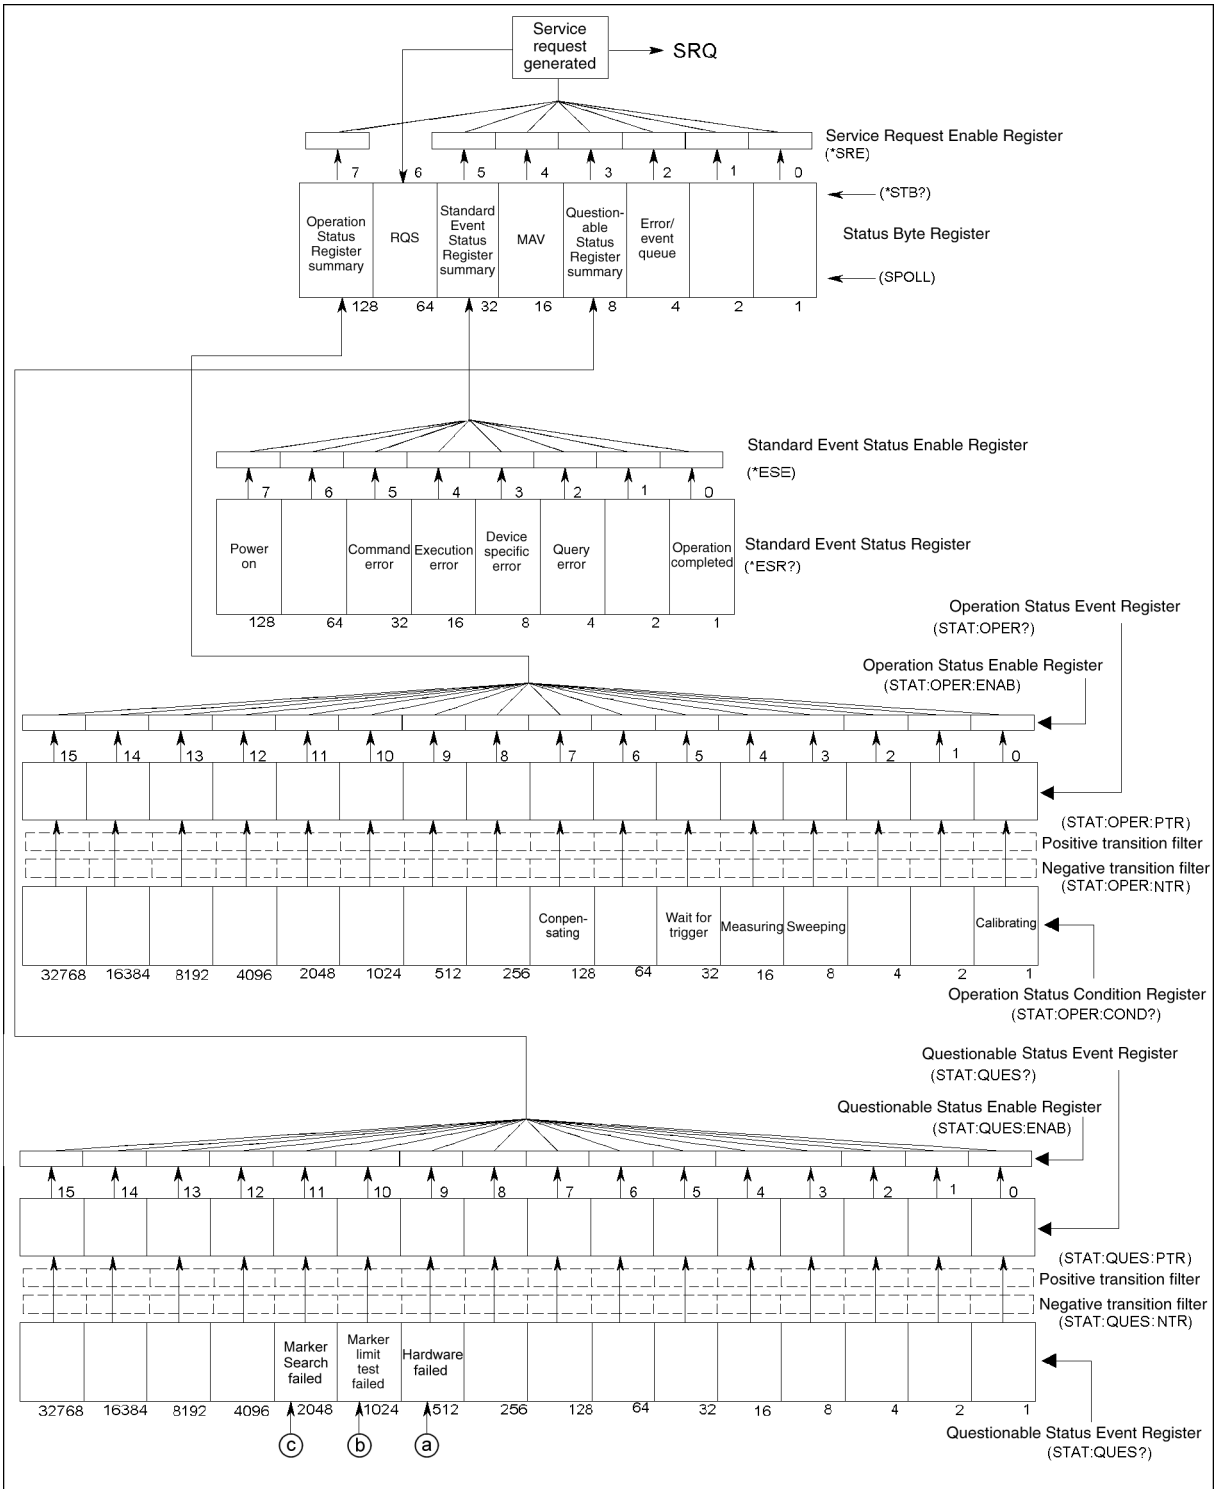 Service
request
generated
SRQ
Service Request Enable Register
(*SRE)
7 6 5 4 3 2 1 0
(*STB?)
Operation
Status
Register
summary
RQS
Standard
Event
Status
Register
summary
MAV
Question-
able
Status
Register
summary
Error/
event
queue
Status Byte Register
(SPOLL)
128 64 32 16 8 4 2 1
Standard Event Status Enable Register
(*ESE)
7 6 5 4 3 2 1 0
Power
on
Command
error
Execution
error
Device
specific
error
Query
error
Operation
completed
Standard Event Status Register
(*ESR?)
128 64 32 16 8 4 2 1
Operation Status Event Register
(STAT:OPER?)
Operation Status Enable Register
(STAT:OPER:ENAB)
15 14 13 12 11 10 9 8 7 6 5 4 3 2 1 0
(STAT:OPER:PTR)
Positive transition filter
Negative transition filter
(STAT:OPER:NTR)
Conpen-
sating
Wait for
trigger
Measuring
Sweeping
Calibrating
32768 16384 8192 4096 2048 1024 512 256 128 64 32 16 8 4 2 1
Operation Status Condition Register
(STAT:OPER:COND?)
Questionable Status Event Register
(STAT:QUES?)
Questionable Status Enable Register
(STAT:QUES:ENAB)
15 14 13 12 11 10 9 8 7 6 5 4 3 2 1 0
(STAT:QUES:PTR)
Positive transition filter
Negative transition filter
(STAT:QUES:NTR)
Marker
Search
failed
Marker
limit
test
failed
Hardware
failed
32768 16384 8192 4096 2048 1024 512 256 128 64 32 16 8 4 2 1
c b a
Questionable Status Event Register
(STAT:QUES?)